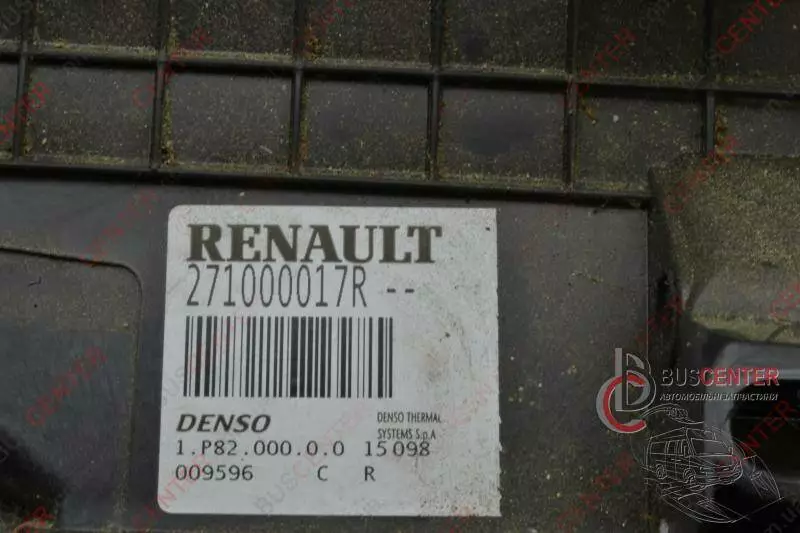 RENAULT
271000017R --
DENSO
DENSO THERMAL
SYSTEMS S.p.A
1.P82.000.0.0 15098
009596 C R
BUSCENTER
АВТОМОБІЛЬНІ ЗАПЧАСТИНИ